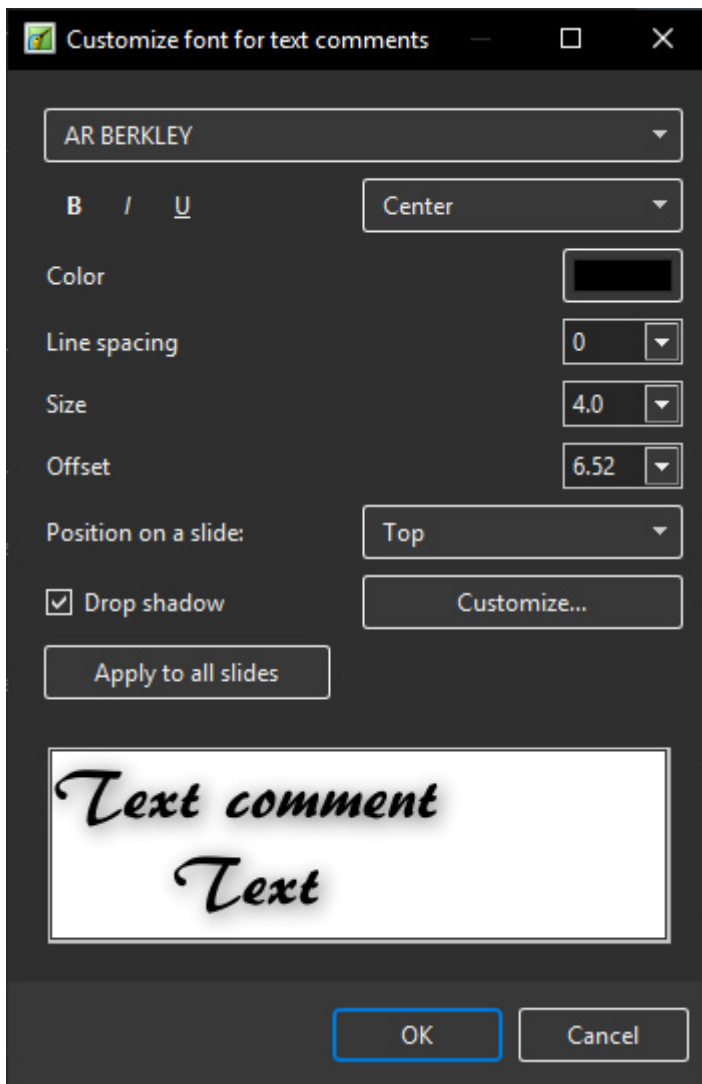 Customize font for text comments
AR BERKLEY
B I U Center
Color
Line spacing 0
Size 4.0
Offset 6.52
Position on a slide: Top
Drop shadow Customize...
Apply to all slides
Text comment
Text
OK Cancel